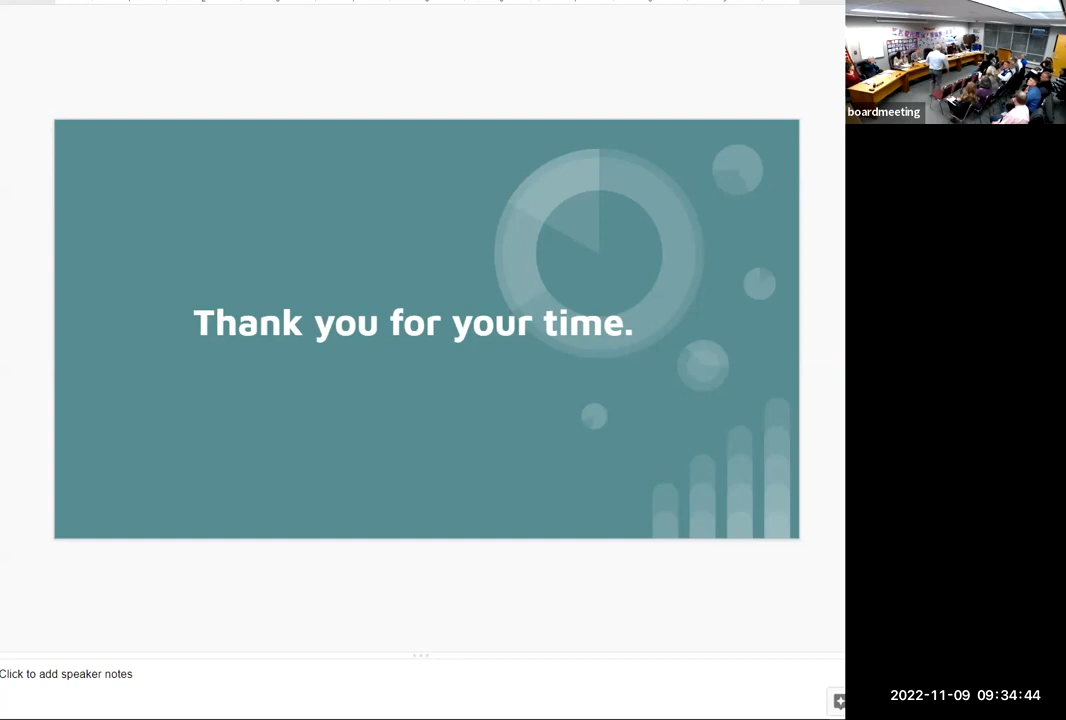 boardmeeting
Thank you for your time.
Click to add speaker notes
2022-11-09 09:34:44